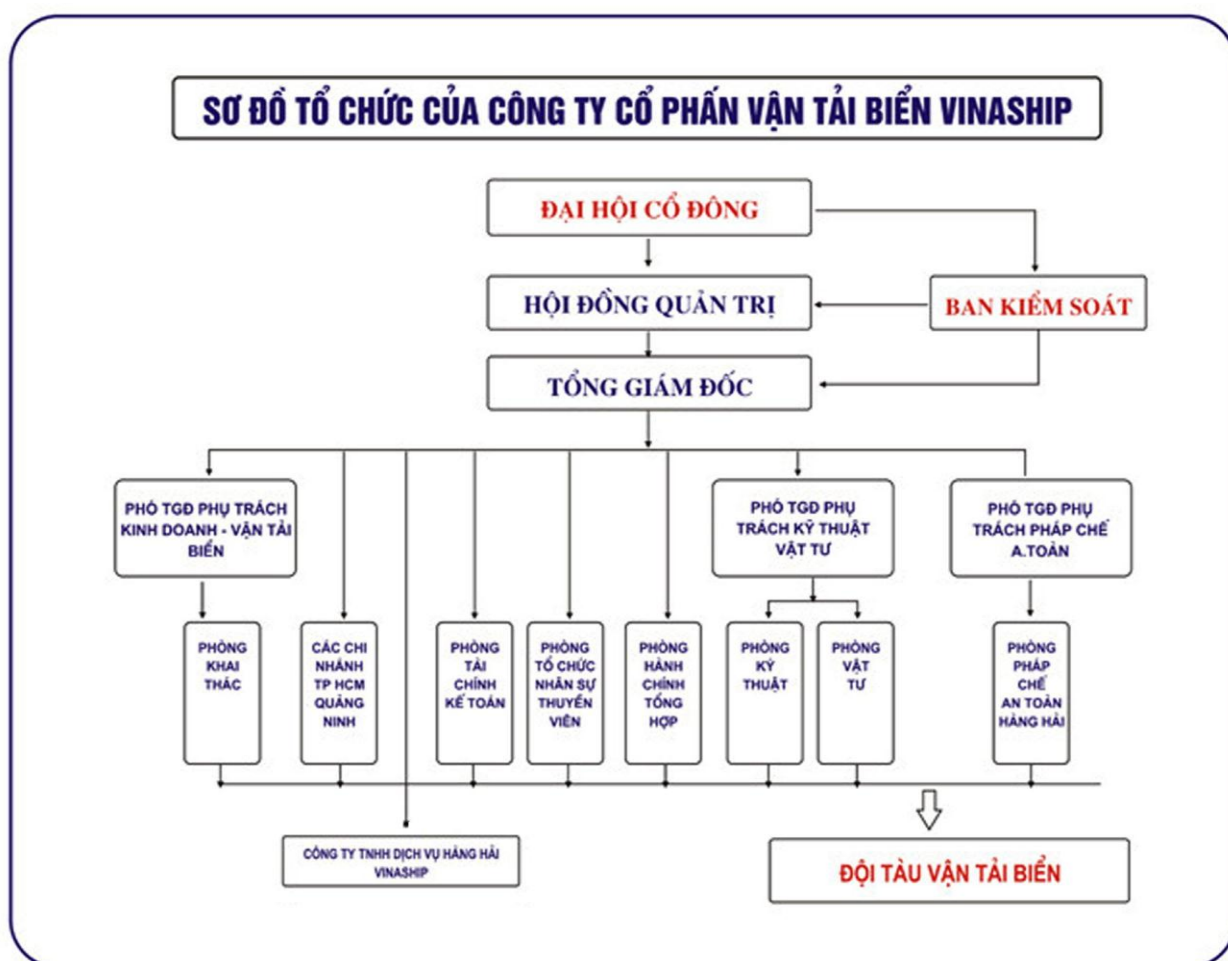 SƠ ĐỒ TỔ CHỨC CỦA CÔNG TY CỔ PHẤN VẬN TẢI BIỂN VINASHIP
ĐẠI HỘI CỔ ĐÔNG
HỘI ĐỒNG QUẢN TRỊ
BAN KIỂM SOÁT
TỔNG GIÁM ĐỐC
PHÓ TGĐ PHỤ TRÁCH
KINH DOANH - VẬN TẢI
BIỂN
PHÓ TGĐ PHỤ
TRÁCH KỸ THUẬT
VẬT TƯ
PHÓ TGĐ PHỤ
TRÁCH PHÁP CHẾ
A.TOÀN
PHÒNG
KHAI
THÁC
CÁC CHI
NHÁNH
TP HCM
QUẢNG
NINH
PHÒNG
TÀI
CHÍNH
KẾ TOÁN
PHÒNG
TỔ CHỨC
NHÂN SỰ
THUYỀN
VIÊN
PHÒNG
HÀNH
CHÍNH
TỔNG
HỢP
PHÒNG
KỸ
THUẬT
PHÒNG
VẬT
TƯ
PHÒNG
PHÁP
CHẾ
AN TOÀN
HÀNG HẢI
CÔNG TY TNHH DỊCH VỤ HÀNG HẢI
VINASHIP
ĐỘI TÀU VẬN TẢI BIỂN